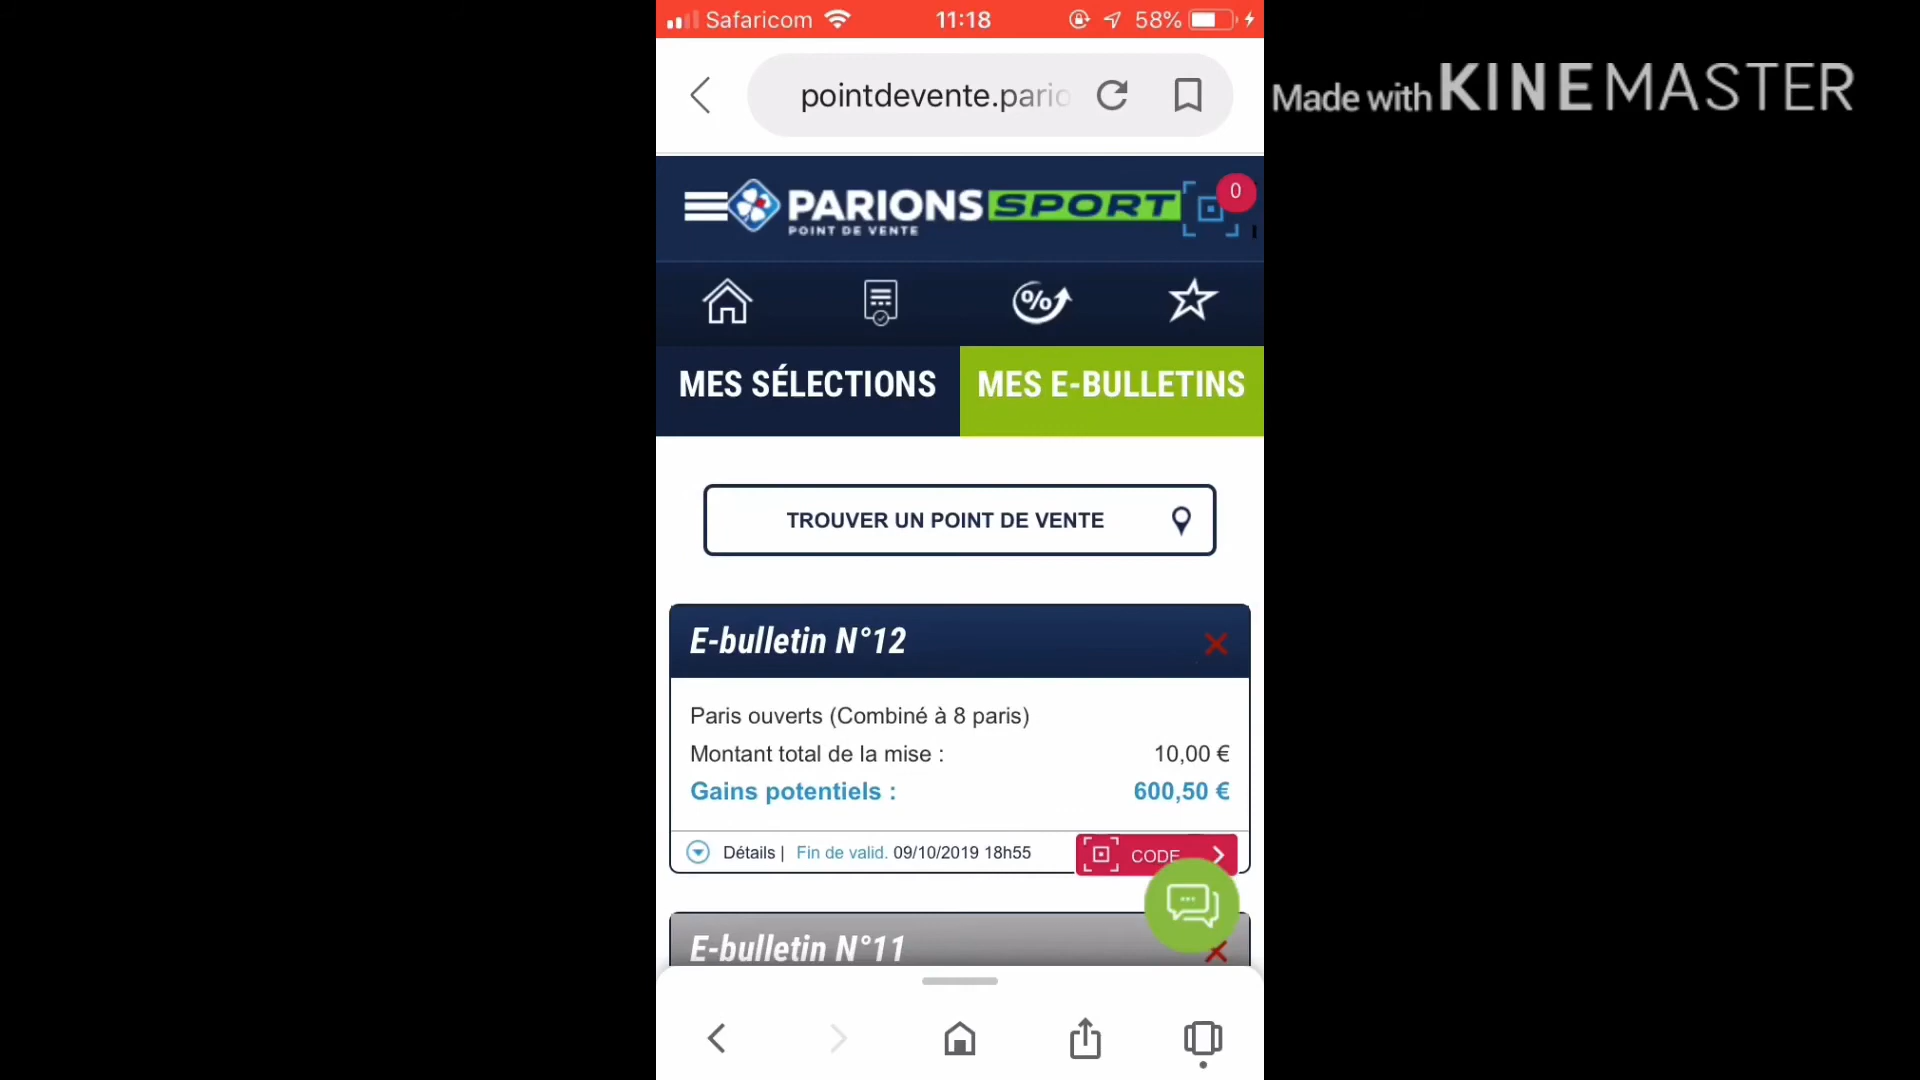 Safaricom 11:18 58%
pointdevente.pario
Made with KINEMASTER
PARIONS SPORT 0
POINT DE VENTE
MES SÉLECTIONS MES E-BULLETINS
TROUVER UN POINT DE VENTE
E-bulletin N°12
Paris ouverts (Combiné à 8 paris)
Montant total de la mise : 10,00 €
Gains potentiels : 600,50 €
Détails | Fin de valid. 09/10/2019 18h55 CODE
E-bulletin N°11